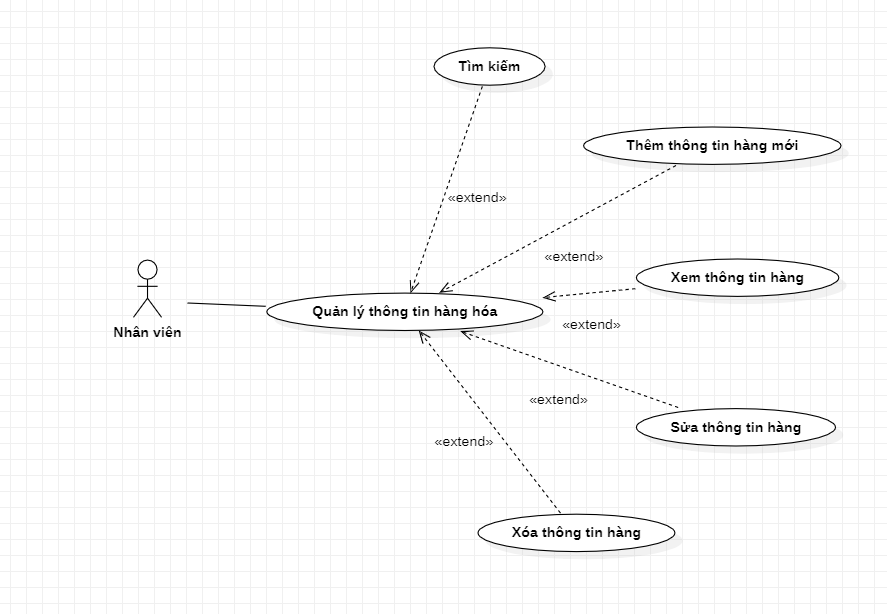 Tìm kiếm
Thêm thông tin hàng mới
«extend»
«extend»
Xem thông tin hàng
Quản lý thông tin hàng hóa
«extend»
Nhân viên
«extend»
Sửa thông tin hàng
«extend»
Xóa thông tin hàng